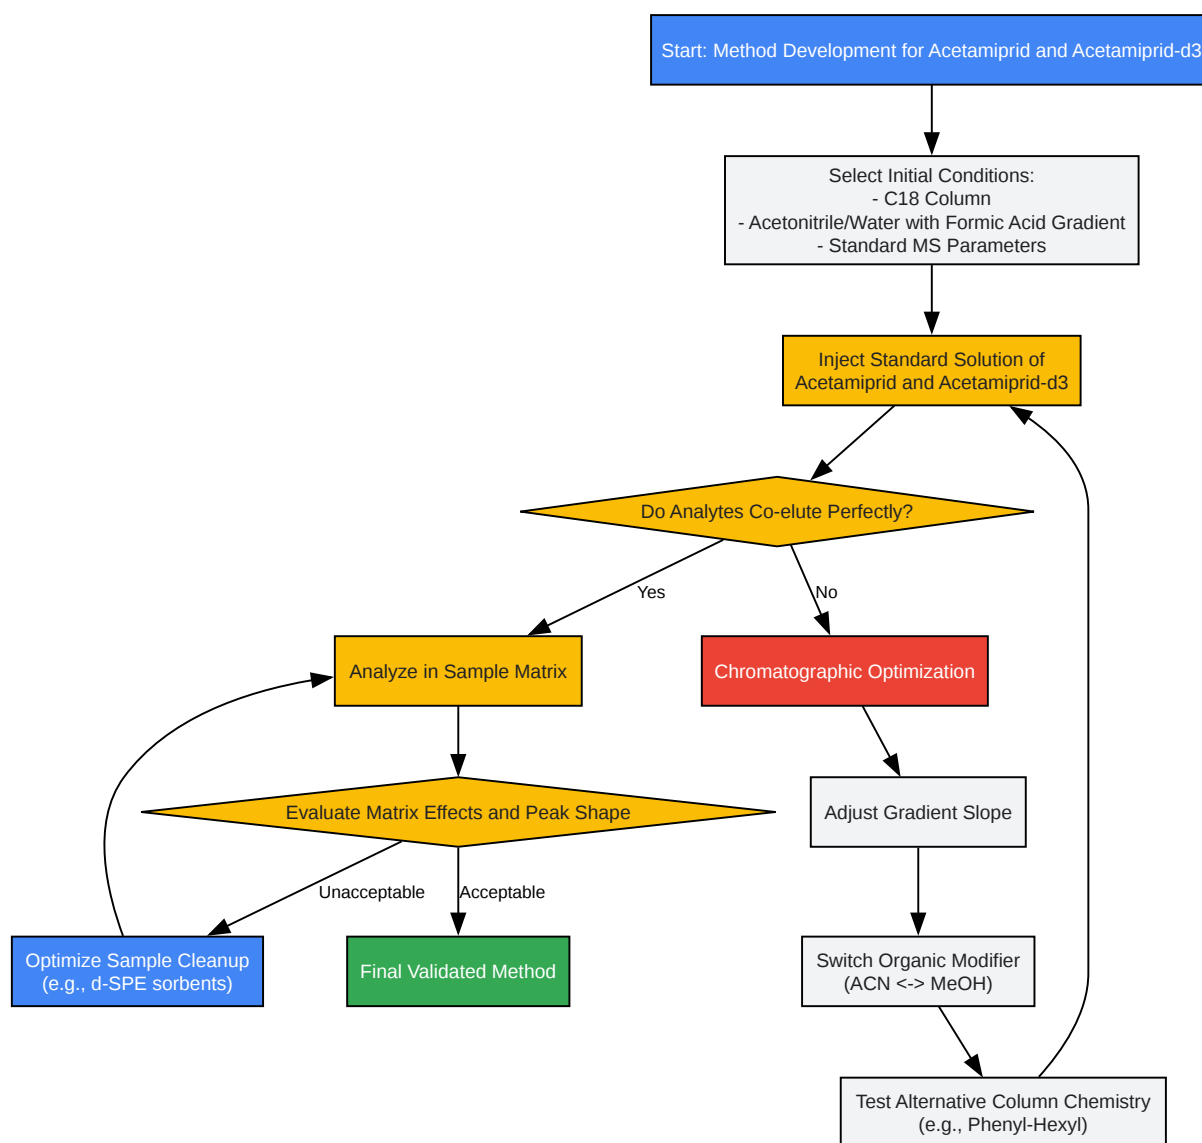 Start: Method Development for Acetamiprid and Acetamiprid-d3
Select Initial Conditions:
- C18 Column
- Acetonitrile/Water with Formic Acid Gradient
- Standard MS Parameters
Inject Standard Solution of
Acetamiprid and Acetamiprid-d3
Do Analytes Co-elute Perfectly?
Yes
No
Analyze in Sample Matrix
Chromatographic Optimization
Evaluate Matrix Effects and Peak Shape
Adjust Gradient Slope
Unacceptable
Acceptable
Optimize Sample Cleanup
(e.g., d-SPE sorbents)
Final Validated Method
Switch Organic Modifier
(ACN <-> MeOH)
Test Alternative Column Chemistry
(e.g., Phenyl-Hexyl)